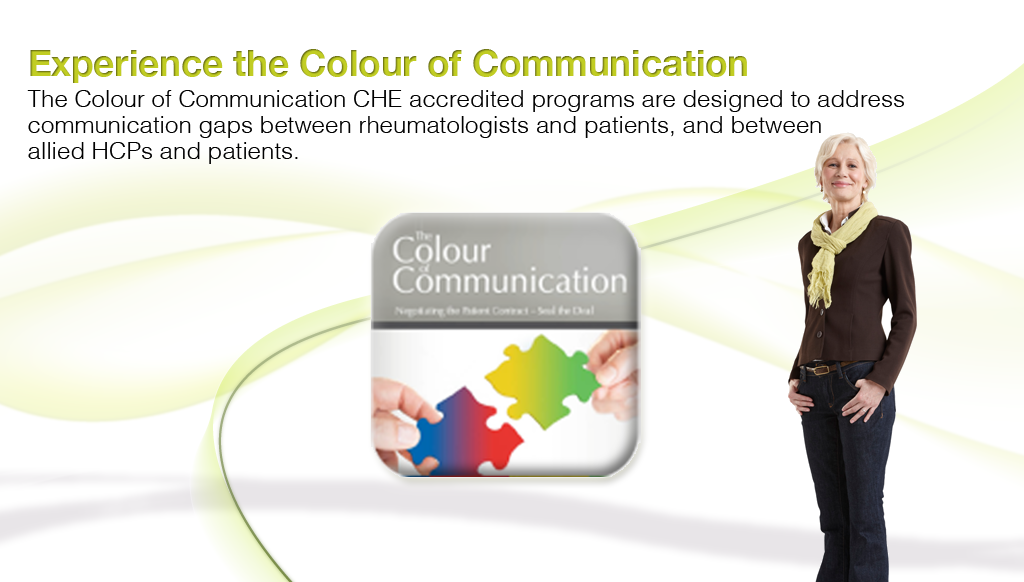 Experience the Colour of Communication
The Colour of Communication CHE accredited programs are designed to address
communication gaps between rheumatologists and patients, and between
allied HCPs and patients.
The
Colour
of
Communication
Negotiating the Patient Contract – Seal the Deal